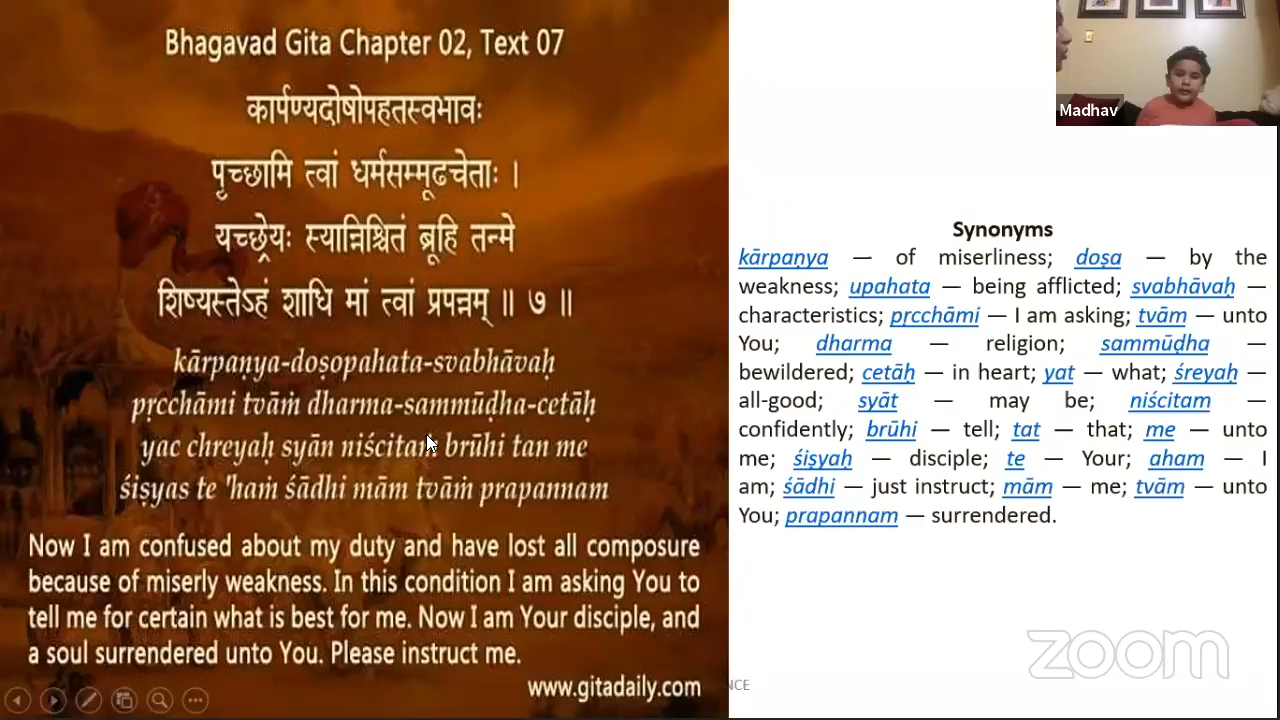 Bhagavad Gita Chapter 02, Text 07
कार्पण्यदोषोपहतस्वभावः
पृच्छामि त्वां धर्मसम्मूढचेताः ।
यच्छ्रेयः स्यान्निश्चितं ब्रूहि तन्मे
शिष्यस्तेऽहं शाधि मां त्वां प्रपन्नम् ॥ ७ ॥
kārpaṇya-doṣopahata-svabhāvaḥ
pṛcchāmi tvāṁ dharma-sammūḍha-cetāḥ
yac chreyaḥ syān niścitaṁ brūhi tan me
śiṣyas te 'haṁ śādhi mām tvāṁ prapannam
Now I am confused about my duty and have lost all composure
because of miserly weakness. In this condition I am asking You to
tell me for certain what is best for me. Now I am Your disciple, and
a soul surrendered unto You. Please instruct me.
www.gitadaily.com
Madhav
Synonyms
kārpaṇya — of miserliness; doṣa — by the
weakness; upahata — being afflicted; svabhāvaḥ —
characteristics; pṛcchāmi — I am asking; tvām — unto
You; dharma — religion; sammūḍha —
bewildered; cetāḥ — in heart; yat — what; śreyaḥ —
all-good; syāt — may be; niścitam —
confidently; brūhi — tell; tat — that; me — unto
me; śiṣyaḥ — disciple; te — Your; aham — I
am; śādhi — just instruct; mām — me; tvām — unto
You; prapannam — surrendered.
zoom
NCE